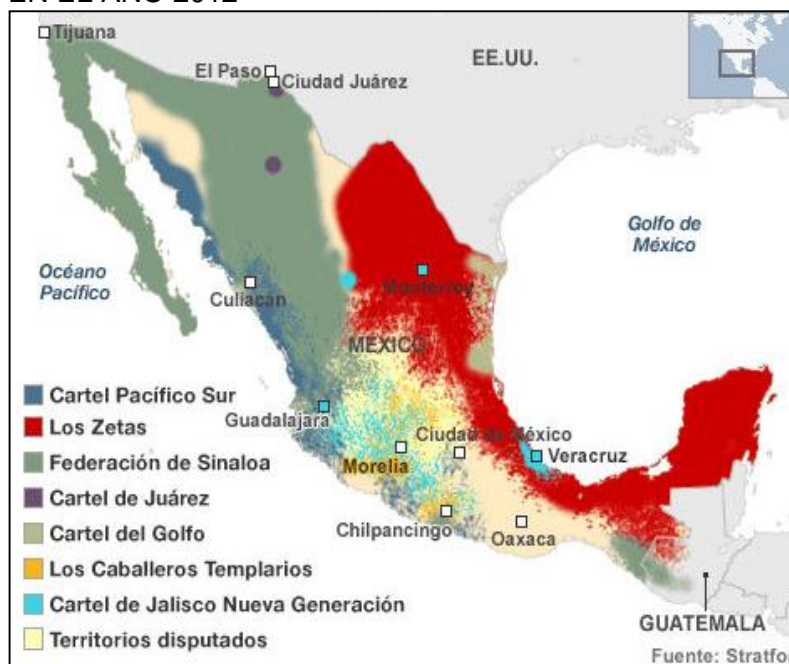 EN EL AÑO 2012
Tijuana
El Paso
Ciudad Juárez
EE.UU.
Golfo de
México
Océano
Pacífico
Culiacán
Monterrey
MÉXICO
Cartel Pacífico Sur
Los Zetas
Federación de Sinaloa
Cartel de Juárez
Cartel del Golfo
Los Caballeros Templarios
Cartel de Jalisco Nueva Generación
Territorios disputados
Guadalajara
Ciudad de México
Morelia
Veracruz
Chilpancingo
Oaxaca
GUATEMALA
Fuente: Stratfor